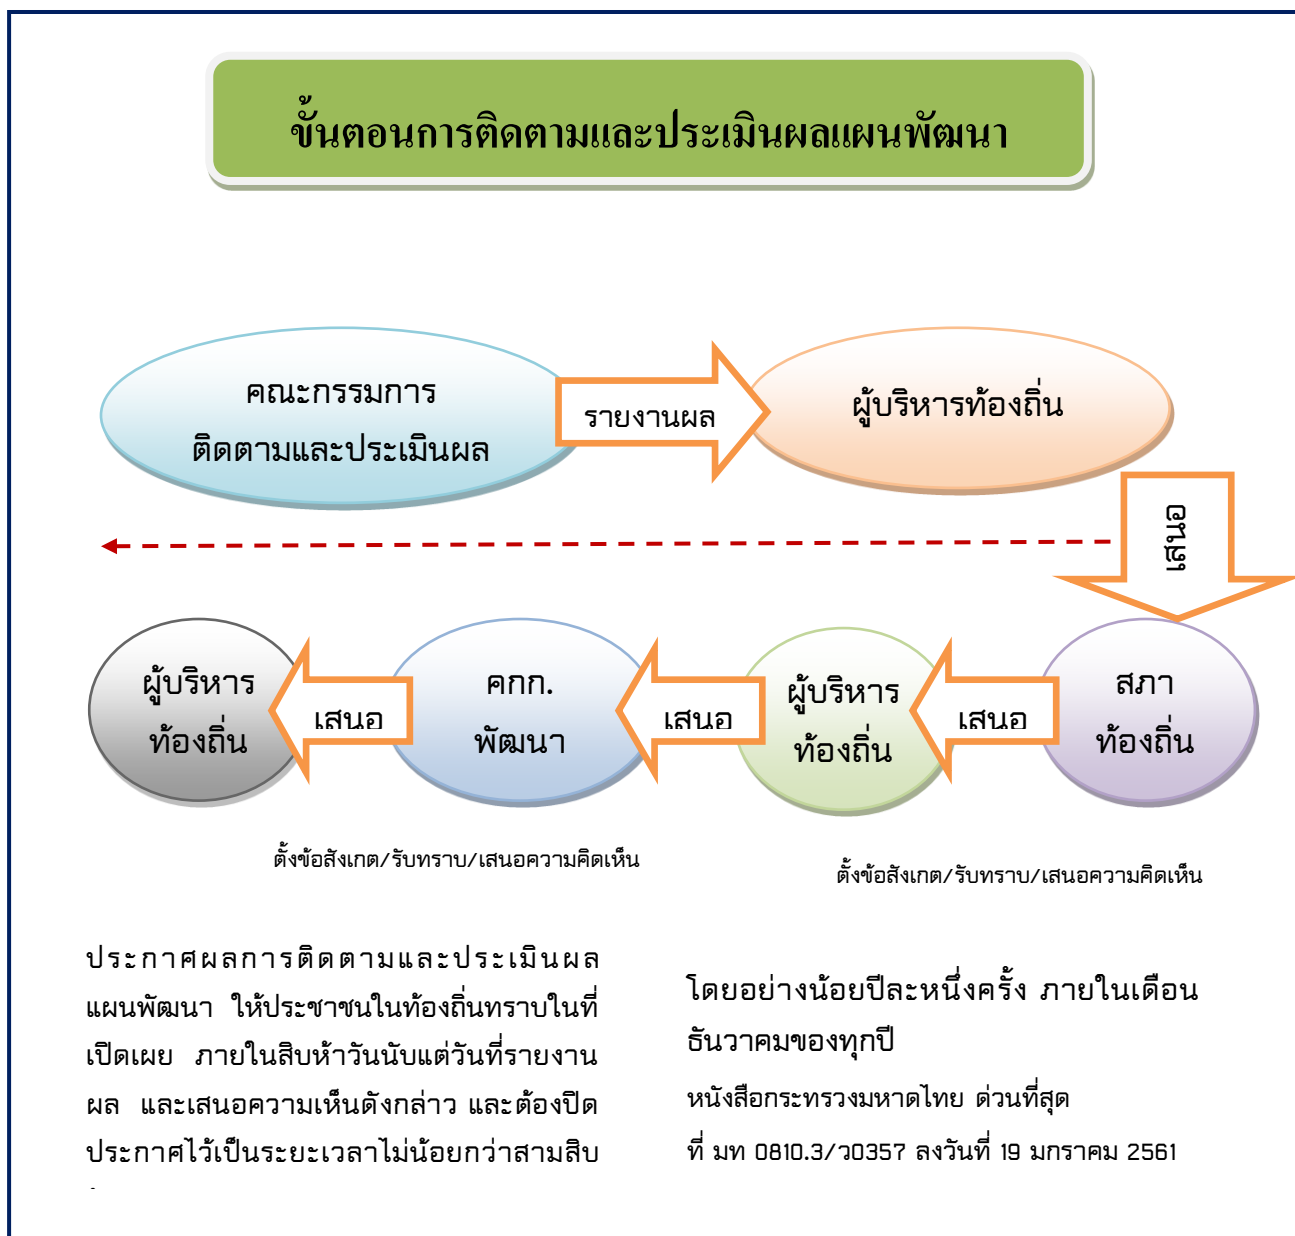 ขั้นตอนการติดตามและประเมินผลแผนพัฒนา
คณะกรรมการ
ติดตามและประเมินผล
รายงานผล
ผู้บริหารท้องถิ่น
เสนอ
สภา
ท้องถิ่น
เสนอ
ผู้บริหาร
ท้องถิ่น
เสนอ
คกก.
พัฒนา
เสนอ
ผู้บริหาร
ท้องถิ่น
ตั้งข้อสังเกต/รับทราบ/เสนอความคิดเห็น
ตั้งข้อสังเกต/รับทราบ/เสนอความคิดเห็น
ประกาศผลการติดตามและประเมินผล
แผนพัฒนา ให้ประชาชนในท้องถิ่นทราบในที่
เปิดเผย ภายในสิบห้าวันนับแต่วันที่รายงาน
ผล และเสนอความเห็นดังกล่าว และต้องปิด
ประกาศไว้เป็นระยะเวลาไม่น้อยกว่าสามสิบ
โดยอย่างน้อยปีละหนึ่งครั้ง ภายในเดือน
ธันวาคมของทุกปี
หนังสือกระทรวงมหาดไทย ด่วนที่สุด
ที่ มท 0810.3/ว0357 ลงวันที่ 19 มกราคม 2561